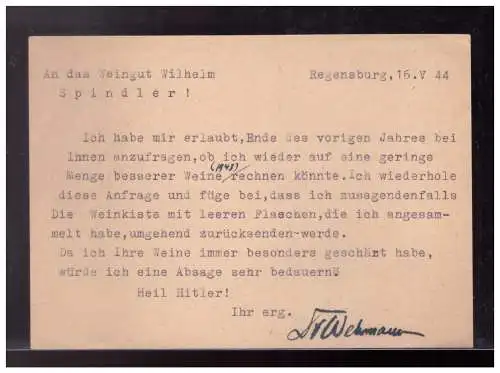 An das Weingut Wilhelm Regensburg, 16.V 44
Spindler!
Ich habe mir erlaubt,Ende des vorigen Jahres bei
Ihnen anzufragen,ob ich wieder auf eine geringe
(1943)
Menge besserer Weine rechnen könnte.Ich wiederhole
diese Anfrage und füge bei,dass ich zusagendenfalls
Die Weinkiste mit leeren Flaschen,die ich angesam-
melt habe,umgehend zurücksenden-werde.
Da ich Ihre Weine immer besonders geschäzt habe,
würde ich eine Absage sehr bedauern.
Heil Hitler!
Ihr erg.
Dr Wehmann